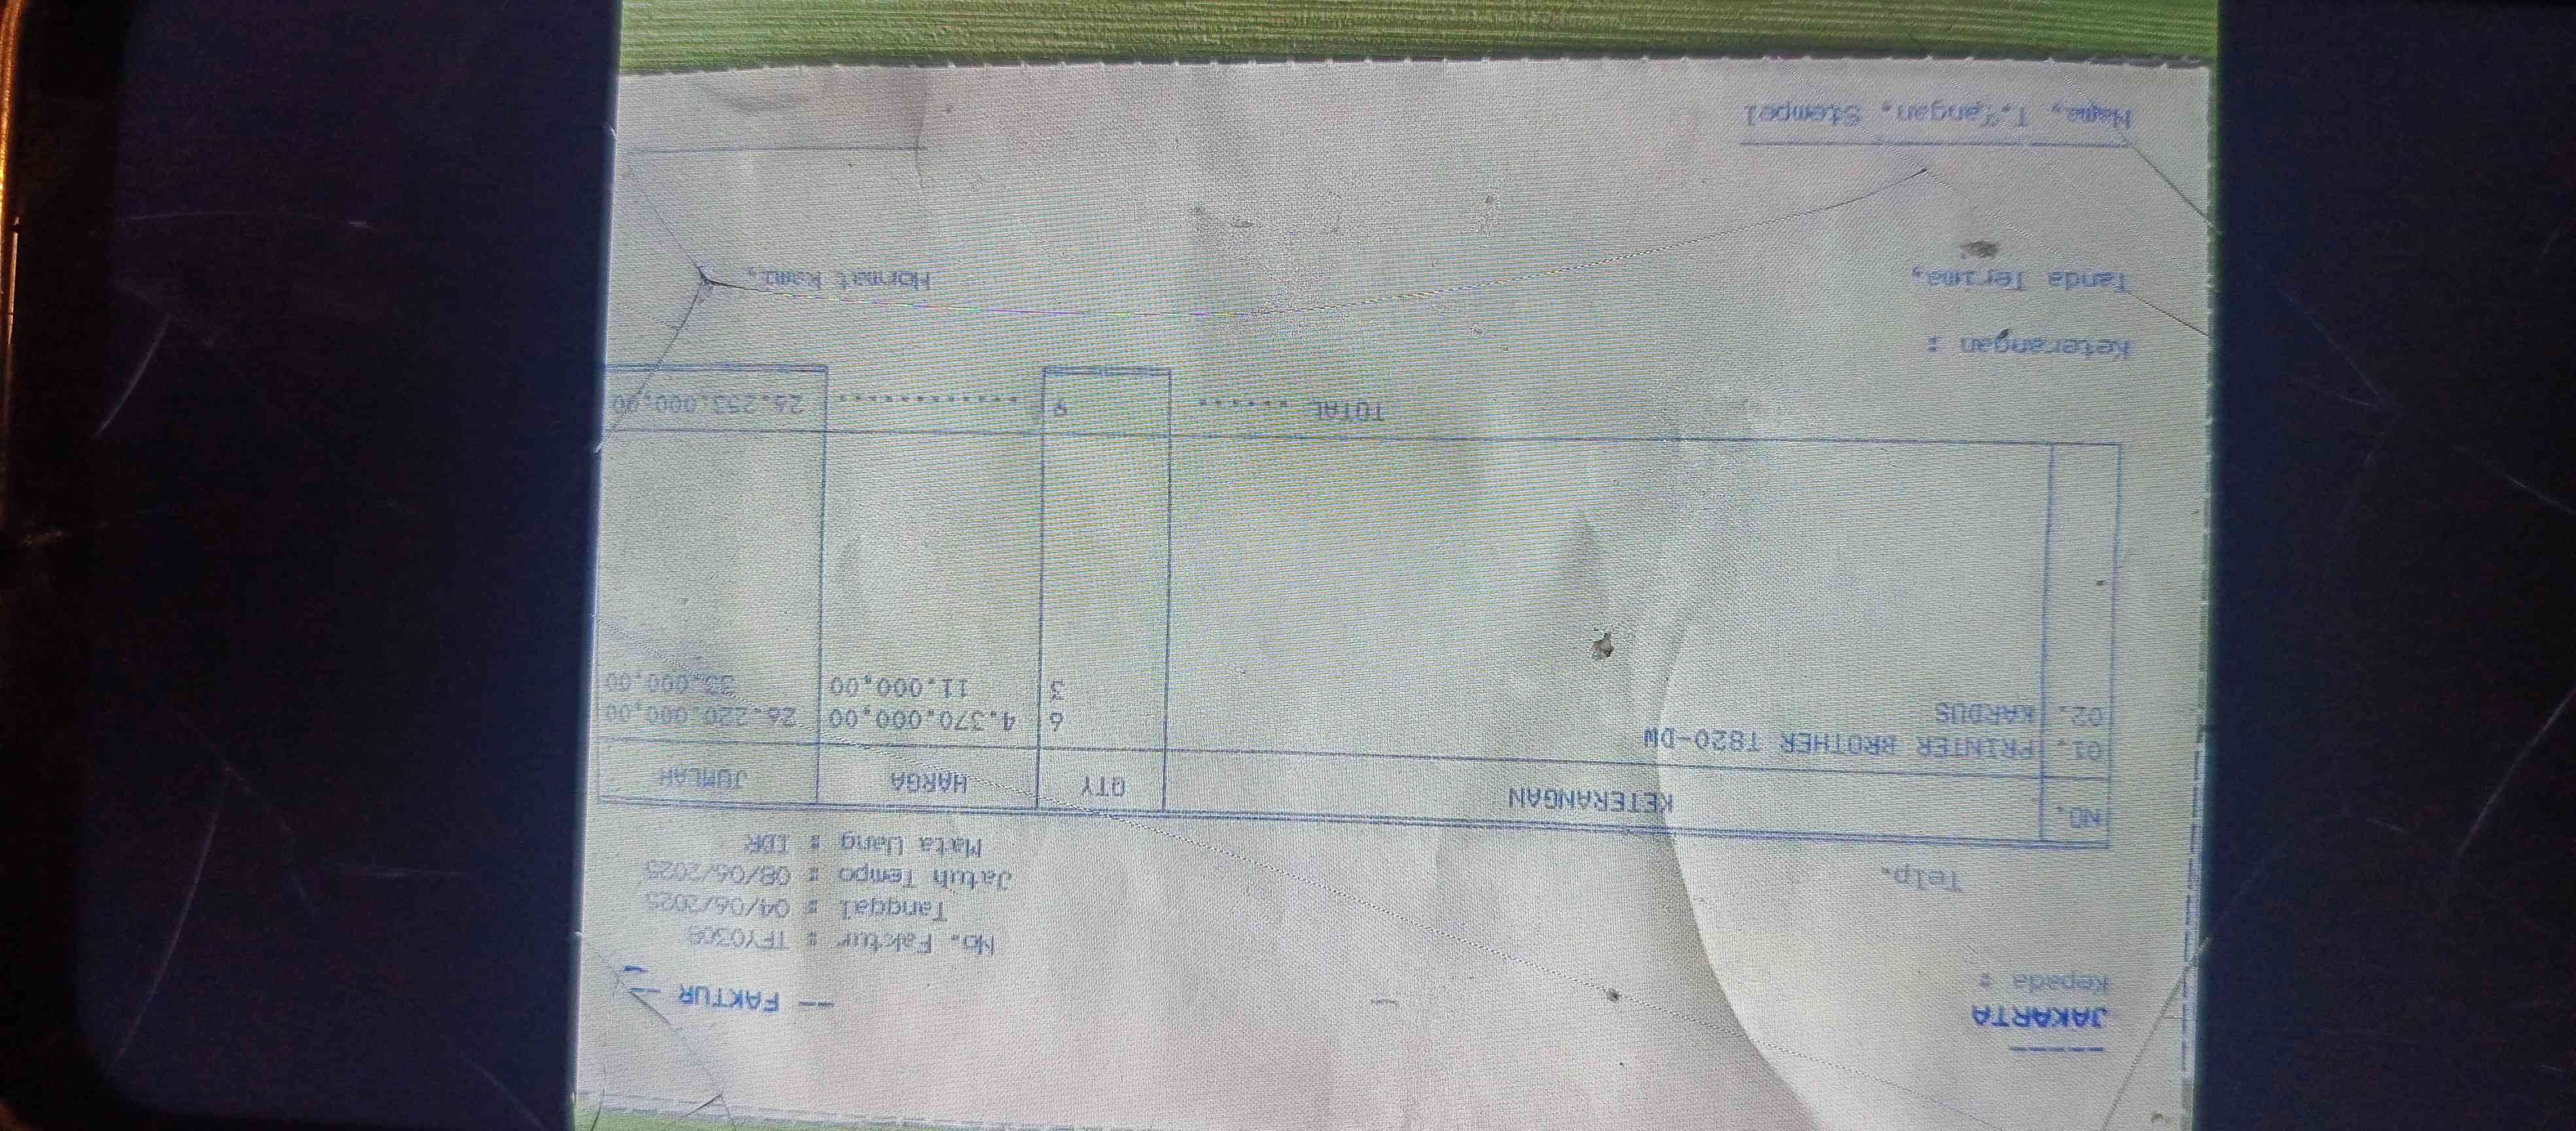 JAKARTA
Kepada :
-- FAKTUR --
No. Faktur : TFY0308
Tanggal : 04/06/2025
Telp.
Jatuh Tempo : 08/06/2025
Mata Uang : IDR
NO. KETERANGAN QTY HARGA JUMLAH
01. PRINTER BROTHER T820-DW 6 4.370.000,00 26.220.000,00
02. KARDUS 3 11.000,00 33.000,00
TOTAL ...... 9 ............ 26.253.000,00
Keterangan :
Tanda Terima,
Hormat Kami,
Nama, T.Tangan, Stempel